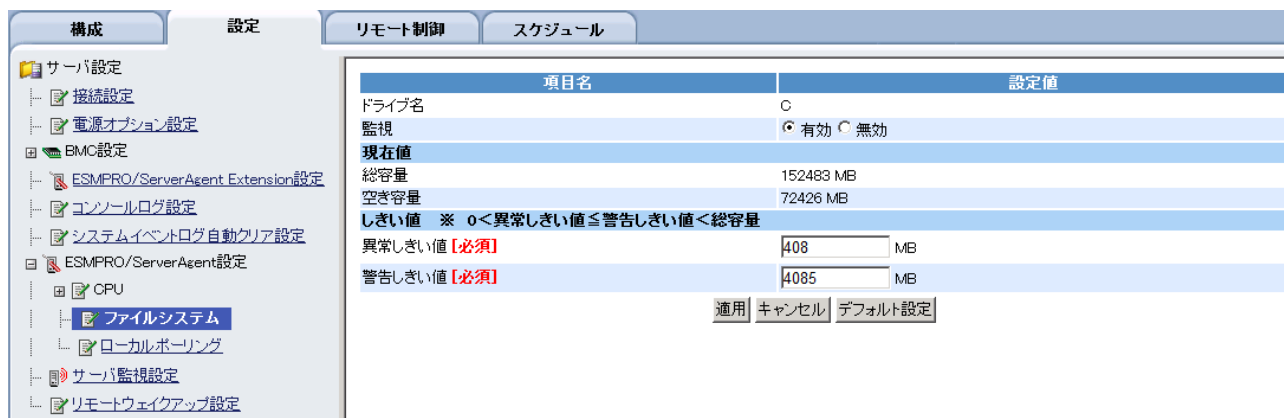 構成 設定 リモート制御 スケジュール
サーバ設定
接続設定
電源オプション設定
BMC設定
ESMPRO/ServerAgent Extension設定
コンソールログ設定
システムイベントログ自動クリア設定
ESMPRO/ServerAgent設定
CPU
ファイルシステム
ローカルポーリング
サーバ監視設定
リモートウェイクアップ設定
項目名 設定値
ドライブ名 C
監視 有効 無効
現在値
総容量 152483 MB
空き容量 72426 MB
しきい値 ※ 0<異常しきい値≦警告しきい値<総容量
異常しきい値 [必須] 408 MB
警告しきい値 [必須] 4085 MB
適用 キャンセル デフォルト設定